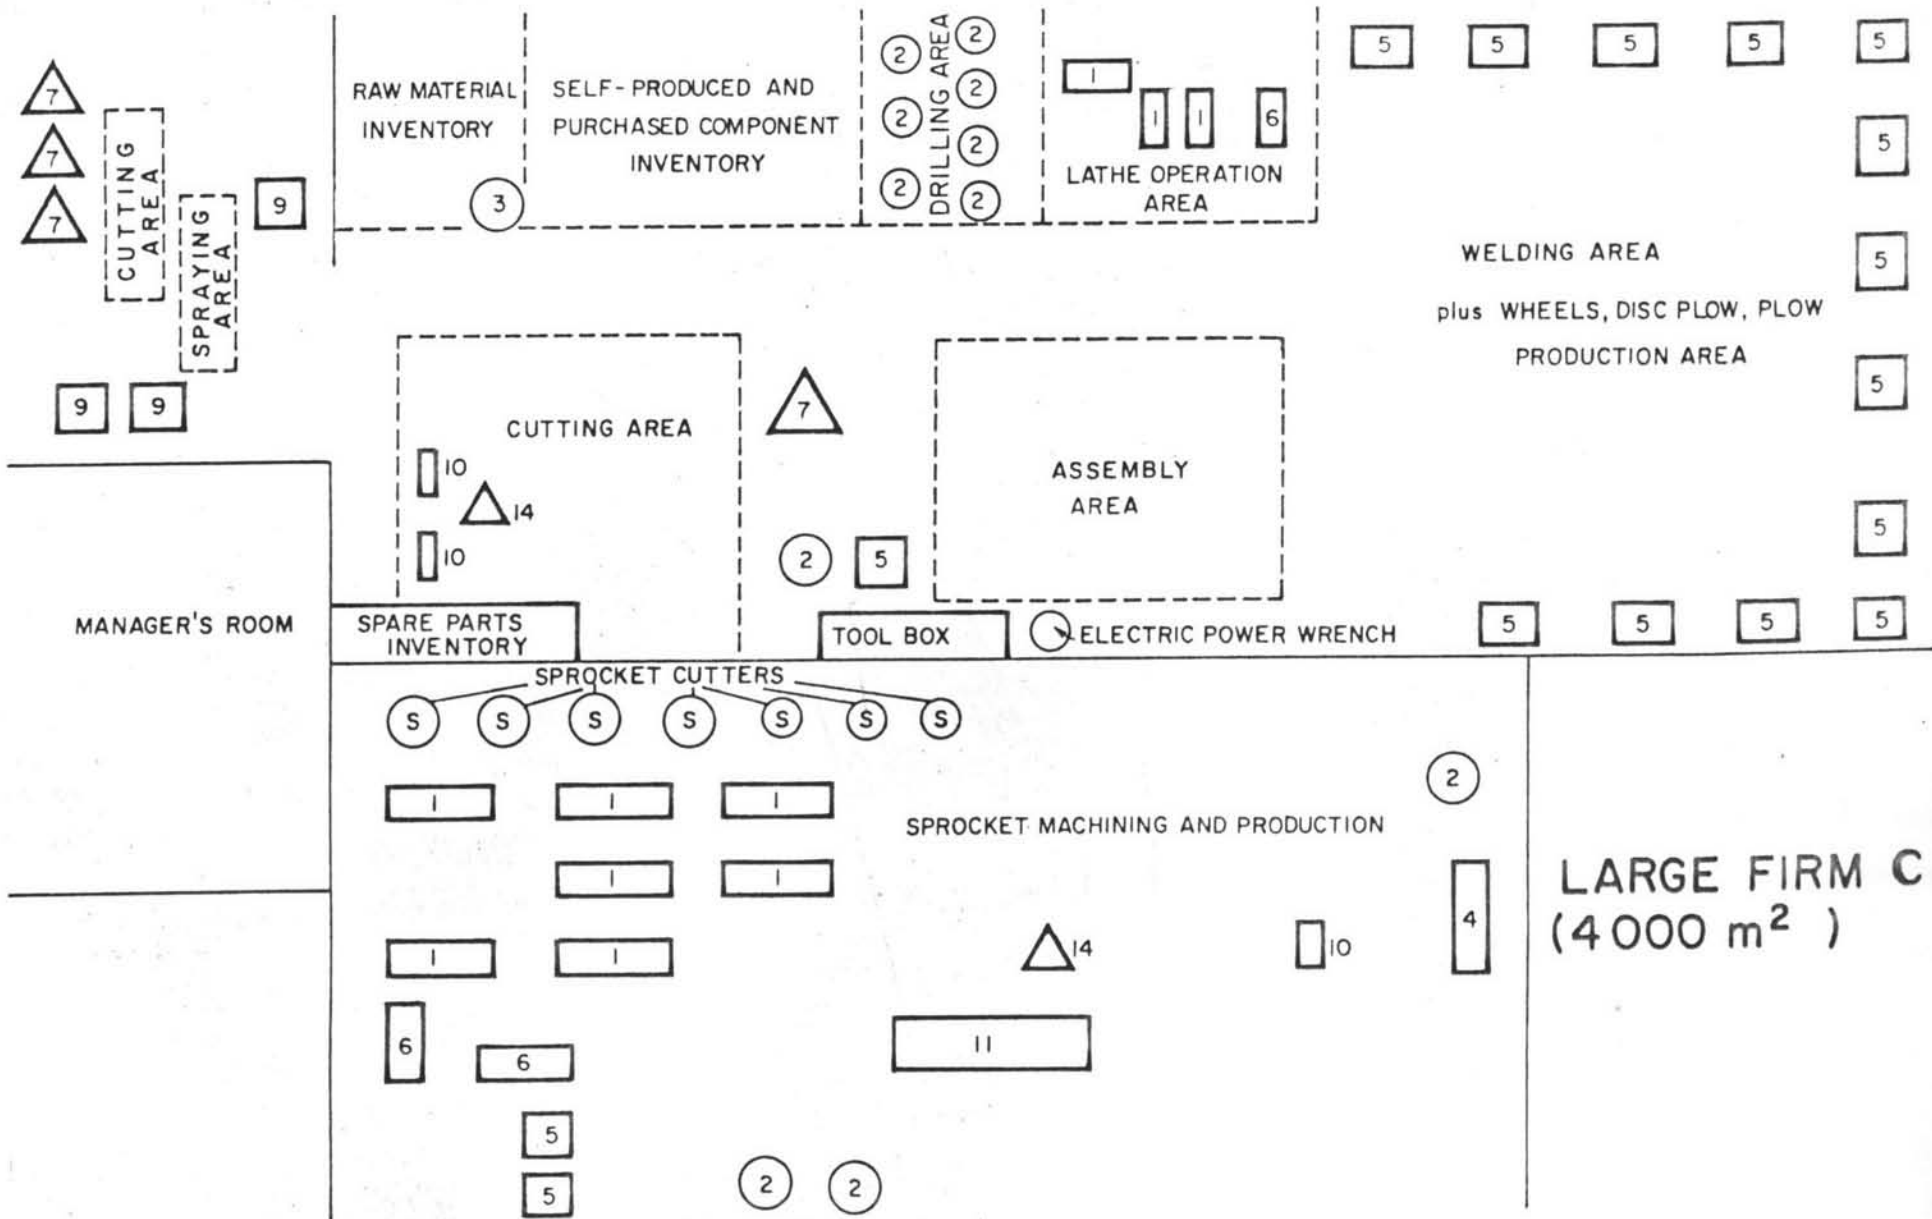 7
7
7
CUTTING
AREA
SPRAYING
AREA
9
9
9
RAW MATERIAL
INVENTORY
3
SELF-PRODUCED AND
PURCHASED COMPONENT
INVENTORY
2
2
2
DRILLING AREA
2
2
2
2
1
1
1
6
LATHE OPERATION
AREA
5
5
5
5
5
5
5
5
5
WELDING AREA
plus WHEELS, DISC PLOW, PLOW
PRODUCTION AREA
CUTTING AREA
10
14
10
7
2
5
ASSEMBLY
AREA
MANAGER'S ROOM
SPARE PARTS
INVENTORY
TOOL BOX
ELECTRIC POWER WRENCH
5
5
5
5
SPROCKET CUTTERS
S
S
S
S
S
S
S
1
1
1
1
1
1
1
6
6
5
5
2
2
SPROCKET MACHINING AND PRODUCTION
2
4
14
10
11
LARGE FIRM C
(4000 m²)